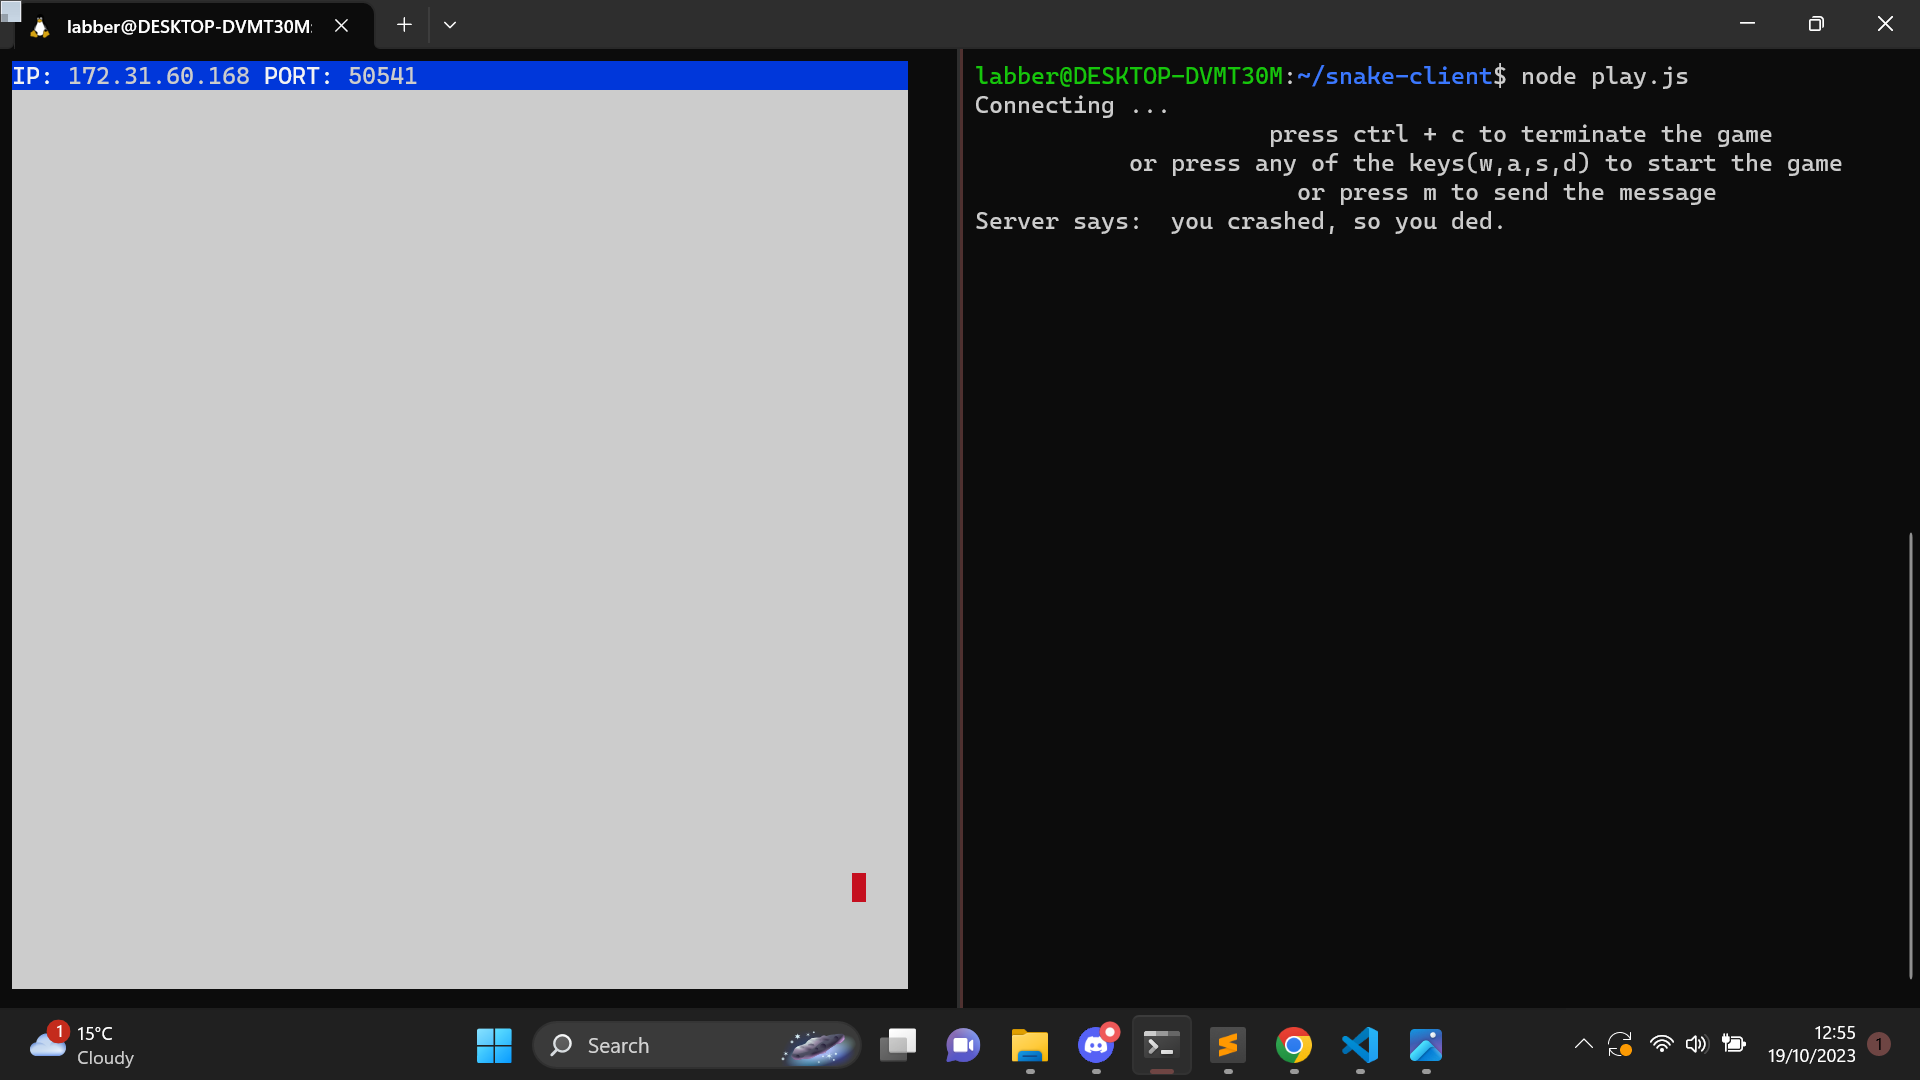 labber@DESKTOP-DVMT30M:
IP: 172.31.60.168 PORT: 50541
labber@DESKTOP-DVMT30M:~/snake-client$ node play.js
Connecting ...
press ctrl + c to terminate the game
or press any of the keys(w,a,s,d) to start the game
or press m to send the message
Server says:  you crashed, so you ded.
1
15°C
Cloudy
Search
12:55
19/10/2023
1